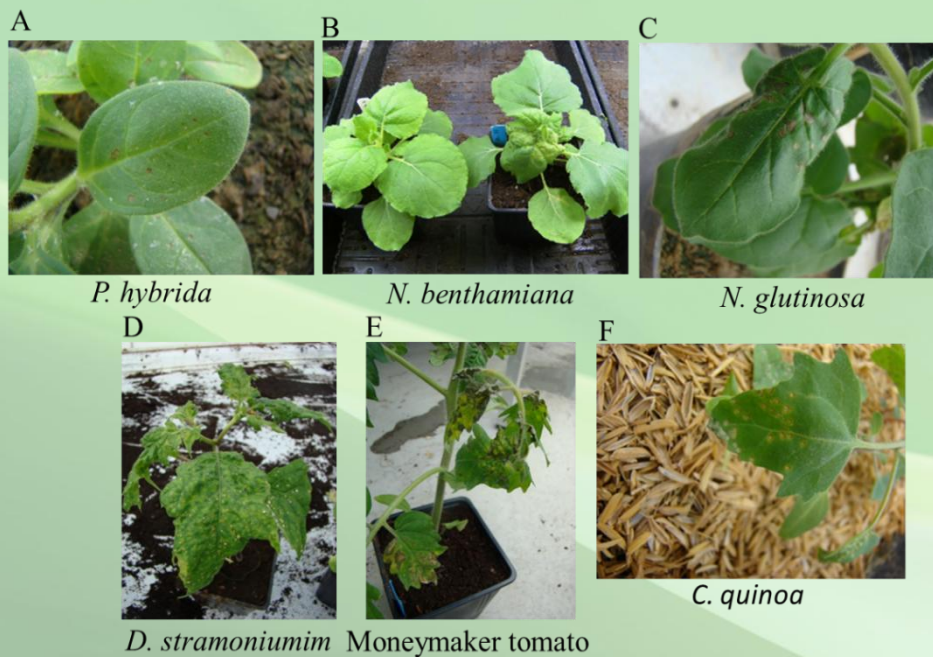 A
B
C
P. hybrida
N. benthamiana
N. glutinosa
D
E
F
D. stramoniumim
Moneymaker tomato
C. quinoa